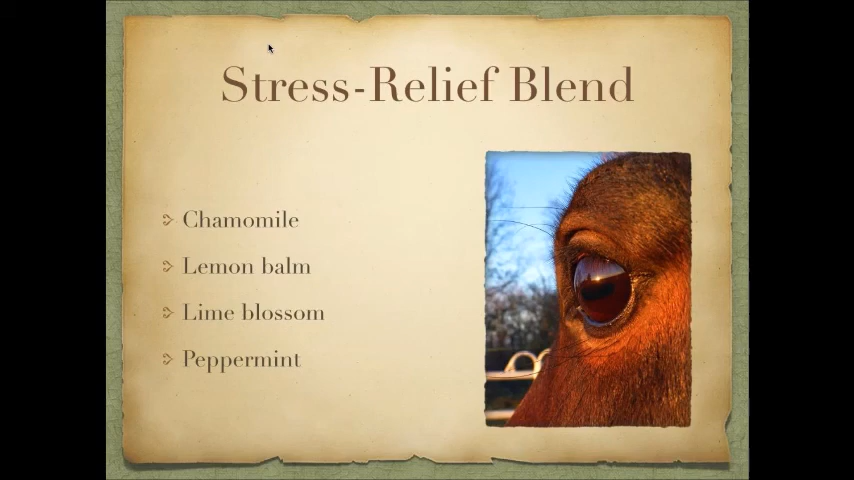 Stress-Relief Blend
Chamomile
Lemon balm
Lime blossom
Peppermint